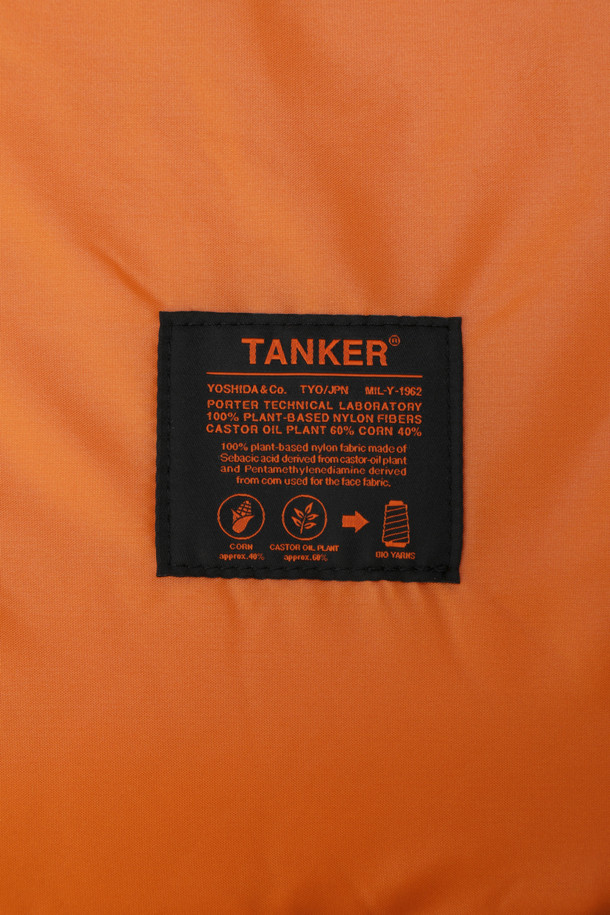 TANKER®
YOSHIDA & Co. TYO/JPN MIL-Y-1962
PORTER TECHNICAL LABORATORY
100% PLANT-BASED NYLON FIBERS
CASTOR OIL PLANT 60% CORN 40%
100% plant-based nylon fabric made of
Sebacic acid derived from castor-oil plant
and Pentamethylenediamine derived
from corn used for the face fabric.
CORN
approx.40%
CASTOR OIL PLANT
approx.60%
BIO YARNS